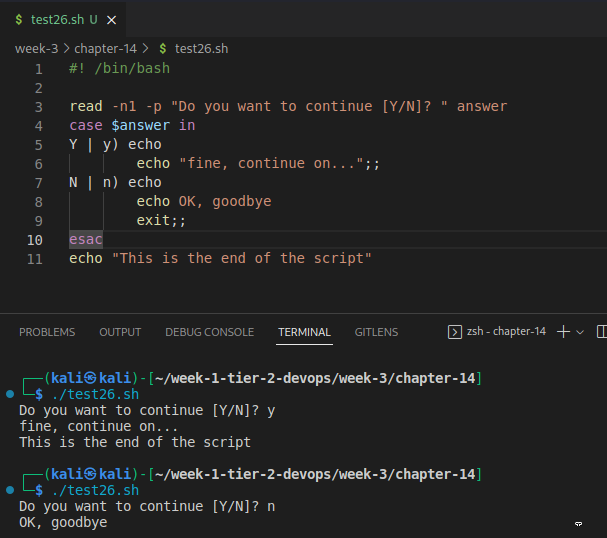 $ test26.sh U ×
week-3 > chapter-14 > $ test26.sh
1 #! /bin/bash
2
3 read -n1 -p "Do you want to continue [Y/N]? " answer
4 case $answer in
5 Y | y) echo
6 echo "fine, continue on...";;
7 N | n) echo
8 echo OK, goodbye
9 exit;;
10 esac
11 echo "This is the end of the script"
PROBLEMS OUTPUT DEBUG CONSOLE TERMINAL GITLENS zsh - chapter-14
┌──(kali㉿kali)-[~/week-1-tier-2-devops/week-3/chapter-14]
└─$ ./test26.sh
Do you want to continue [Y/N]? y
fine, continue on...
This is the end of the script
┌──(kali㉿kali)-[~/week-1-tier-2-devops/week-3/chapter-14]
└─$ ./test26.sh
Do you want to continue [Y/N]? n
OK, goodbye